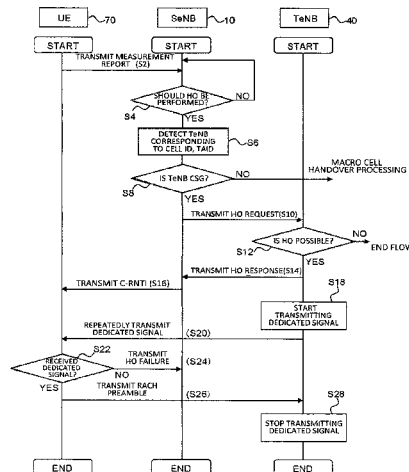 UE 70
SeNB 10
TeNB 40
START
START
START
TRANSMIT MEASUREMENT
REPORT (S2)
SHOULD HO BE
PERFORMED?
NO
S4
YES
DETECT TeNB
CORRESPONDING
TO CELL ID, TAID
S6
IS TeNB CSG?
NO
S8
MACRO CELL
HANDOVER PROCESSING
YES
TRANSMIT HO REQUEST(S10)
IS HO POSSIBLE?
NO
S12
END FLOW
YES
TRANSMIT HO RESPONSE(S14)
TRANSMIT C-RNTI (S16)
S18
START
TRANSMITTING
DEDICATED SIGNAL
REPEATEDLY TRANSMIT
DEDICATED SIGNAL
(S20)
S22
RECEIVED
DEDICATED
SIGNAL?
TRANSMIT
HO FAILURE
(S24)
YES
NO
TRANSMIT RACH
PREAMBLE
(S26)
S28
STOP TRANSMITTING
DEDICATED SIGNAL
END
END
END